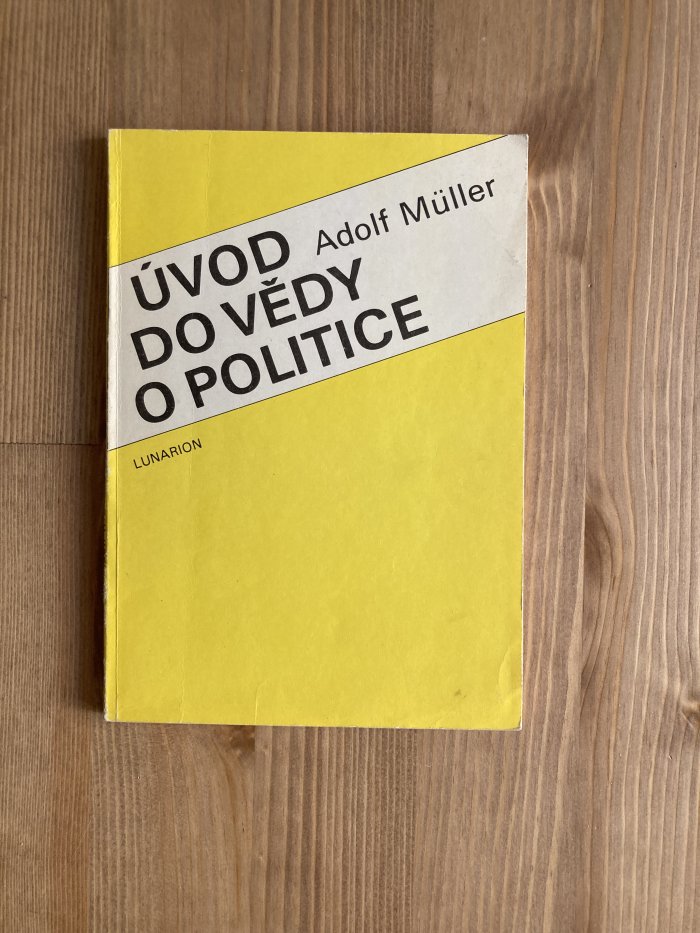 Adolf Müller
ÚVOD
DO VĚDY
O POLITICE
LUNARION